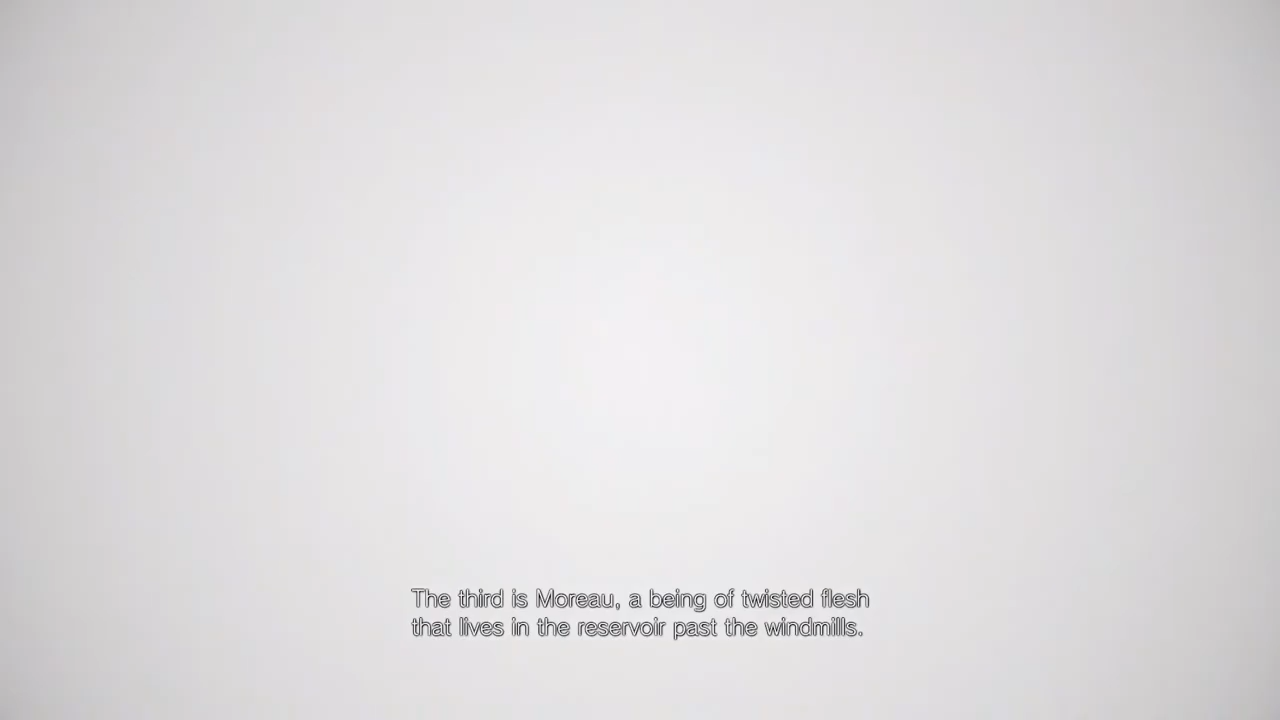 The third is Moreau, a being of twisted flesh
that lives in the reservoir past the windmills.